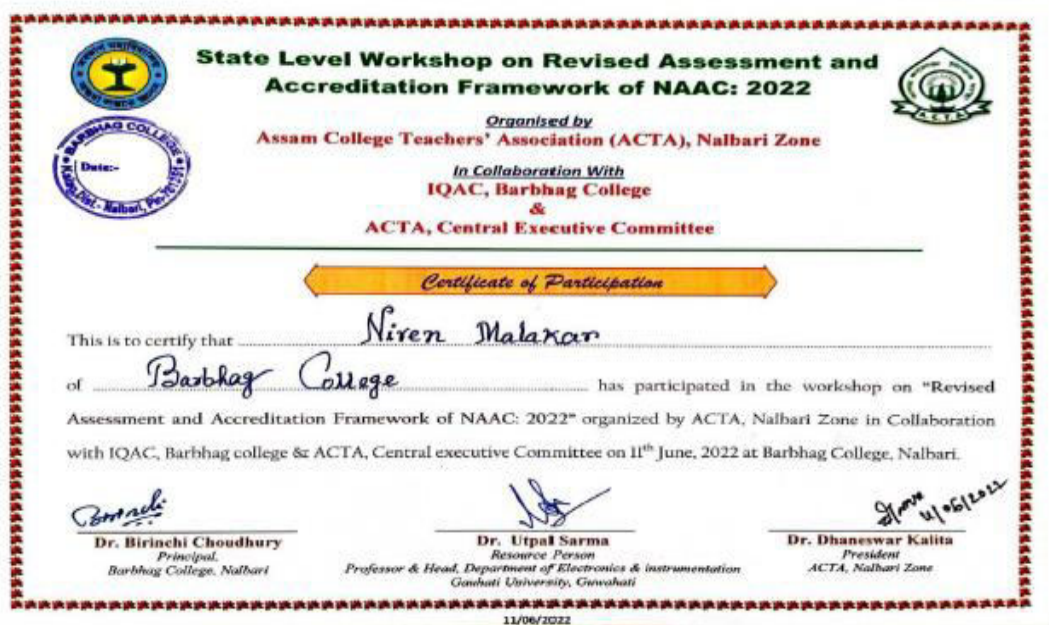 State Level Workshop on Revised Assessment and
Accreditation Framework of NAAC: 2022
Organised by
Assam College Teachers' Association (ACTA), Nalbari Zone
In Collaboration With
IQAC, Barbhag College
&
ACTA, Central Executive Committee
BARBHAG COLLEGE
Date:-
Dist.- Nalbari,
A.C.T.A.
Certificate of Participation
This is to certify that Niren Malakar
of Barbhag College has participated in the workshop on "Revised
Assessment and Accreditation Framework of NAAC: 2022" organized by ACTA, Nalbari Zone in Collaboration
with IQAC, Barbhag college & ACTA, Central executive Committee on 11th June, 2022 at Barbhag College, Nalbari.
11/06/2022
Dr. Birinchi Choudhury
Principal,
Barbhag College, Nalbari
Dr. Utpal Sarma
Resource Person
Professor & Head, Department of Electronics & instrumentation
Gauhati University, Guwahati
Dr. Dhaneswar Kalita
President
ACTA, Nalbari Zone
11/06/2022